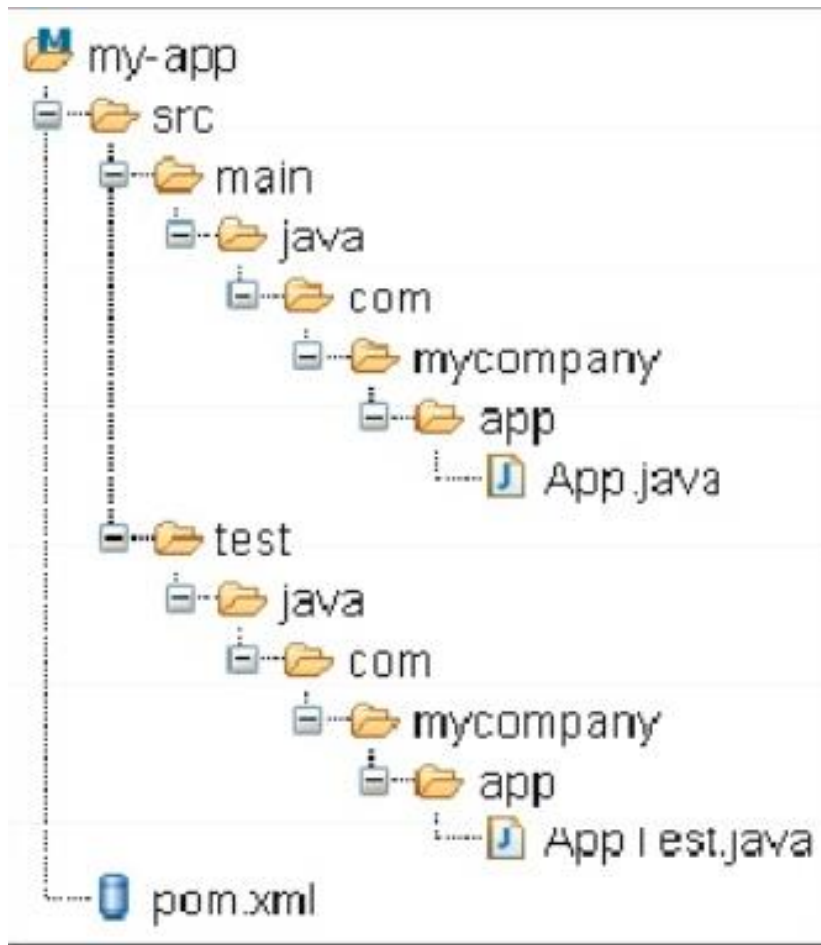 my-app
src
main
java
com
mycompany
app
App.java
test
java
com
mycompany
app
AppTest.java
pom.xml